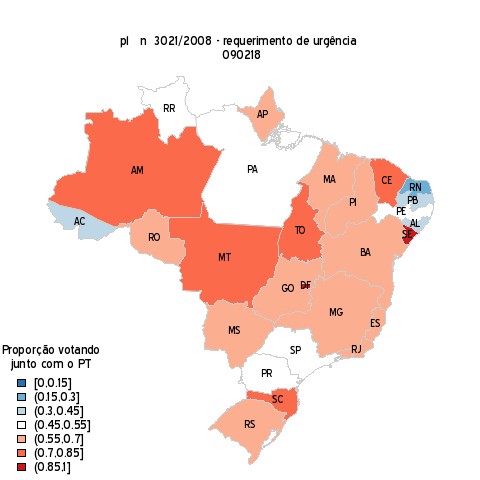 pl n 3021/2008 - requerimento de urgência
090218
RR
AP
AM
PA
MA
CE
RN
PB
PI
PE
AC
AL
TO
SE
RO
MT
BA
DF
GO
MG
MS
ES
SP
RJ
PR
SC
RS
Proporção votando
junto com o PT
[0,0.15]
(0.15,0.3]
(0.3,0.45]
(0.45,0.55]
(0.55,0.7]
(0.7,0.85]
(0.85,1]